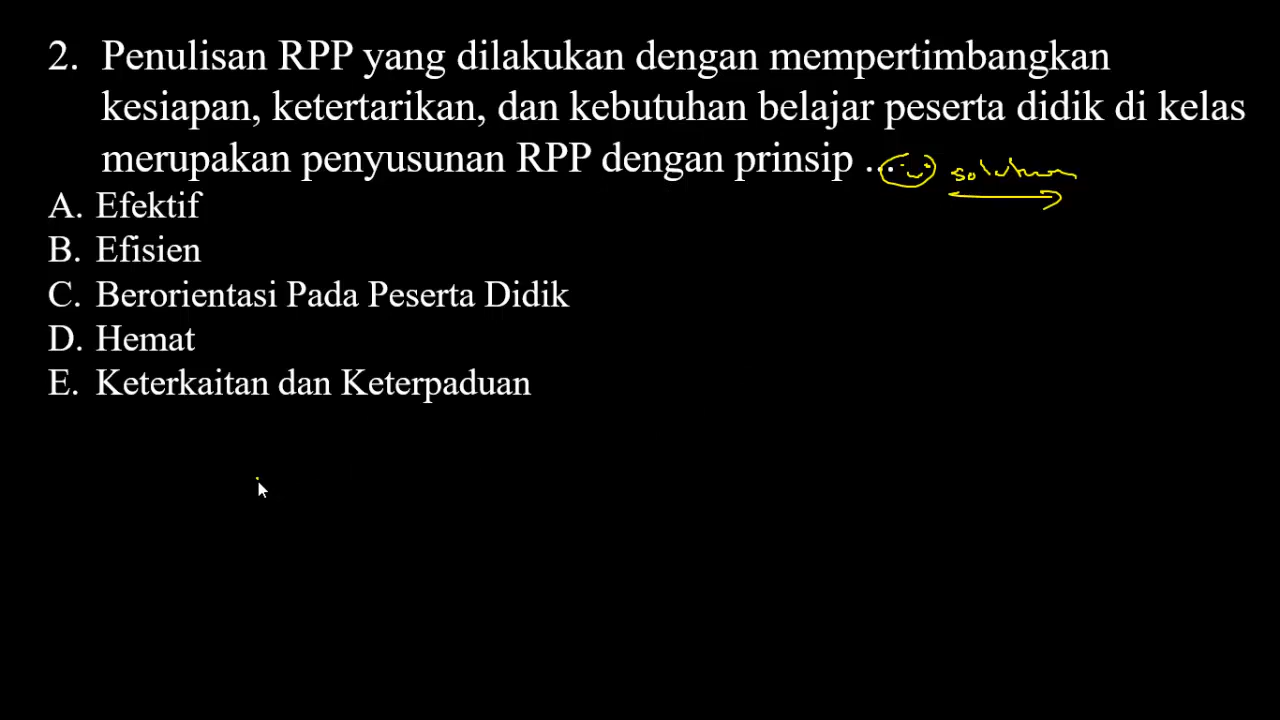 2. Penulisan RPP yang dilakukan dengan mempertimbangkan
kesiapan, ketertarikan, dan kebutuhan belajar peserta didik di kelas
merupakan penyusunan RPP dengan prinsip ...
A. Efektif
B. Efisien
C. Berorientasi Pada Peserta Didik
D. Hemat
E. Keterkaitan dan Keterpaduan